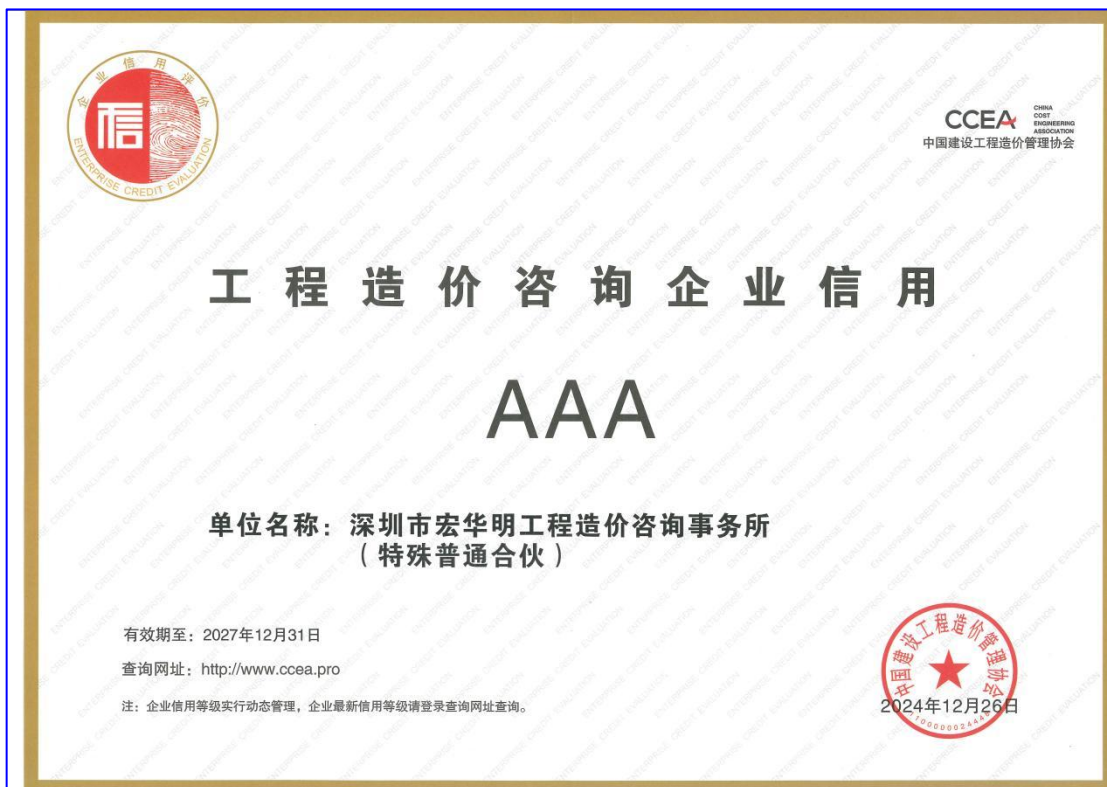 企业信用评价
信
ENTERPRISE CREDIT EVALUATION
CCEA
CHINA
COST
ENGINEERING
ASSOCIATION
中国建设工程造价管理协会
工程造价咨询企业信用
AAA
单位名称：深圳市宏华明工程造价咨询事务所
（特殊普通合伙）
有效期至：2027年12月31日
查询网址：http://www.ccea.pro
注：企业信用等级实行动态管理，企业最新信用等级请登录查询网址查询。
中国建设工程造价管理协会
2024年12月26日